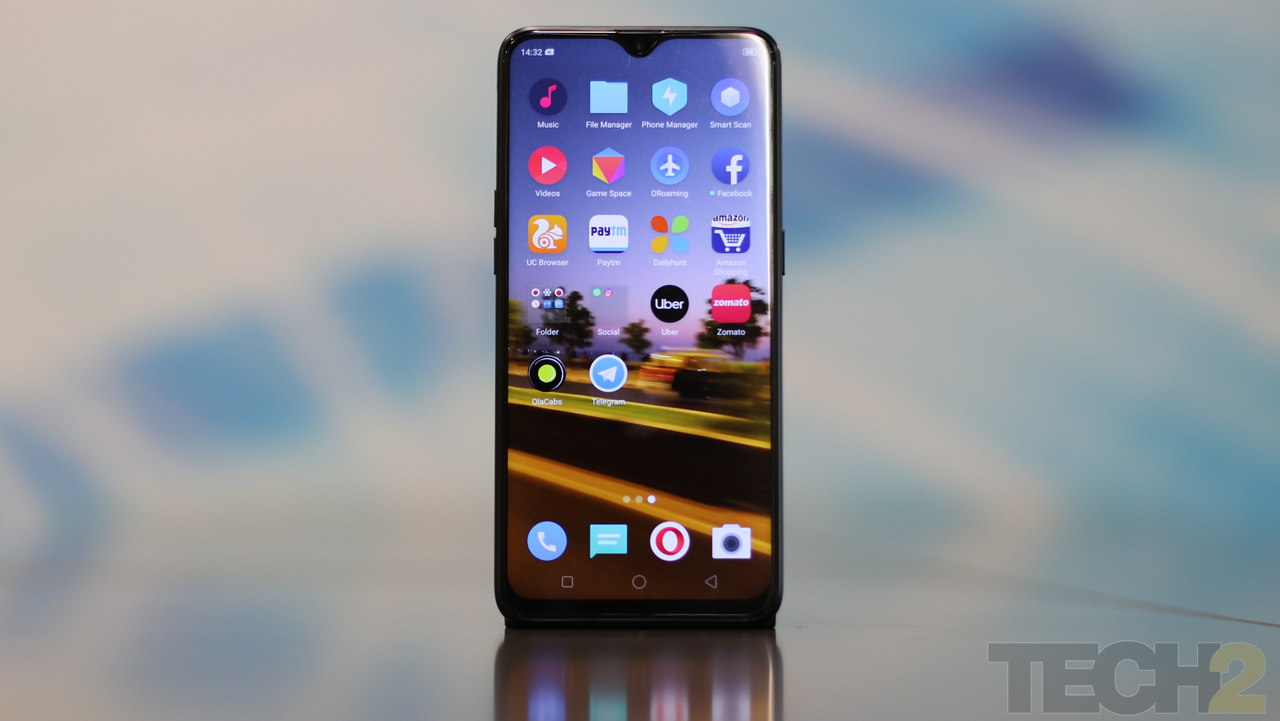 14:32
Music
File Manager
Phone Manager
Smart Scan
Videos
Game Space
ORoaming
Facebook
UC Browser
paytm
Paytm
Dailyhunt
amazon
Amazon
Shopping
Folder
Social
Uber
Uber
zomato
Zomato
OlaCabs
Telegram
TECH2